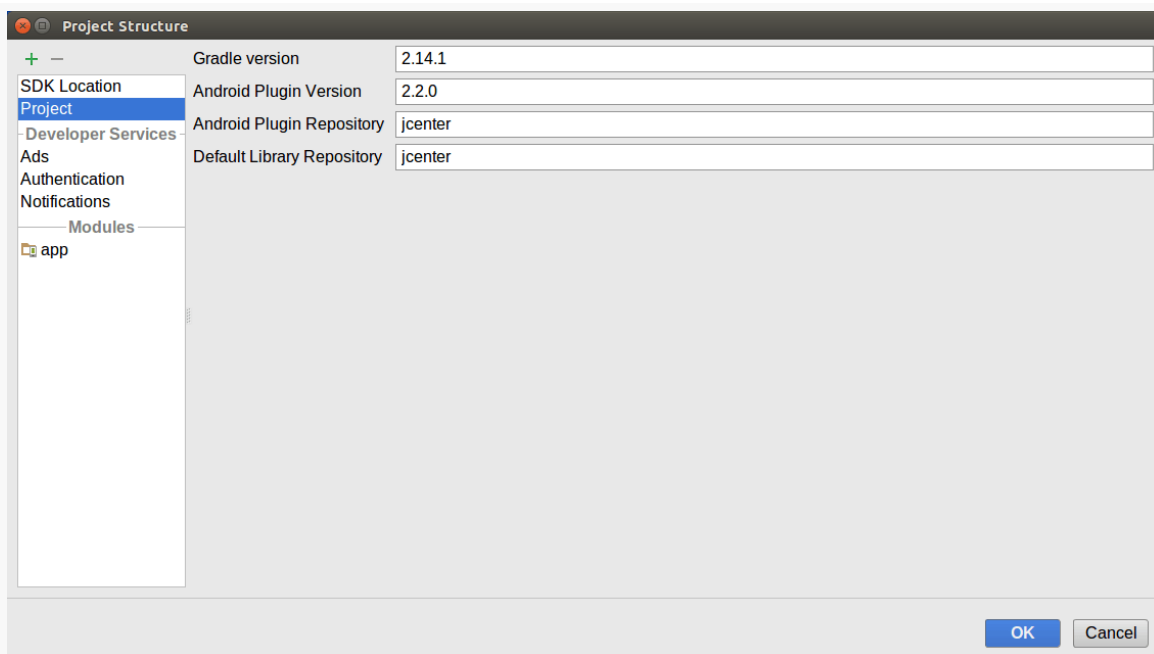 Project Structure
Gradle version 2.14.1
SDK Location
Android Plugin Version 2.2.0
Project
Android Plugin Repository jcenter
Developer Services
Default Library Repository jcenter
Ads
Authentication
Notifications
Modules
app
OK Cancel